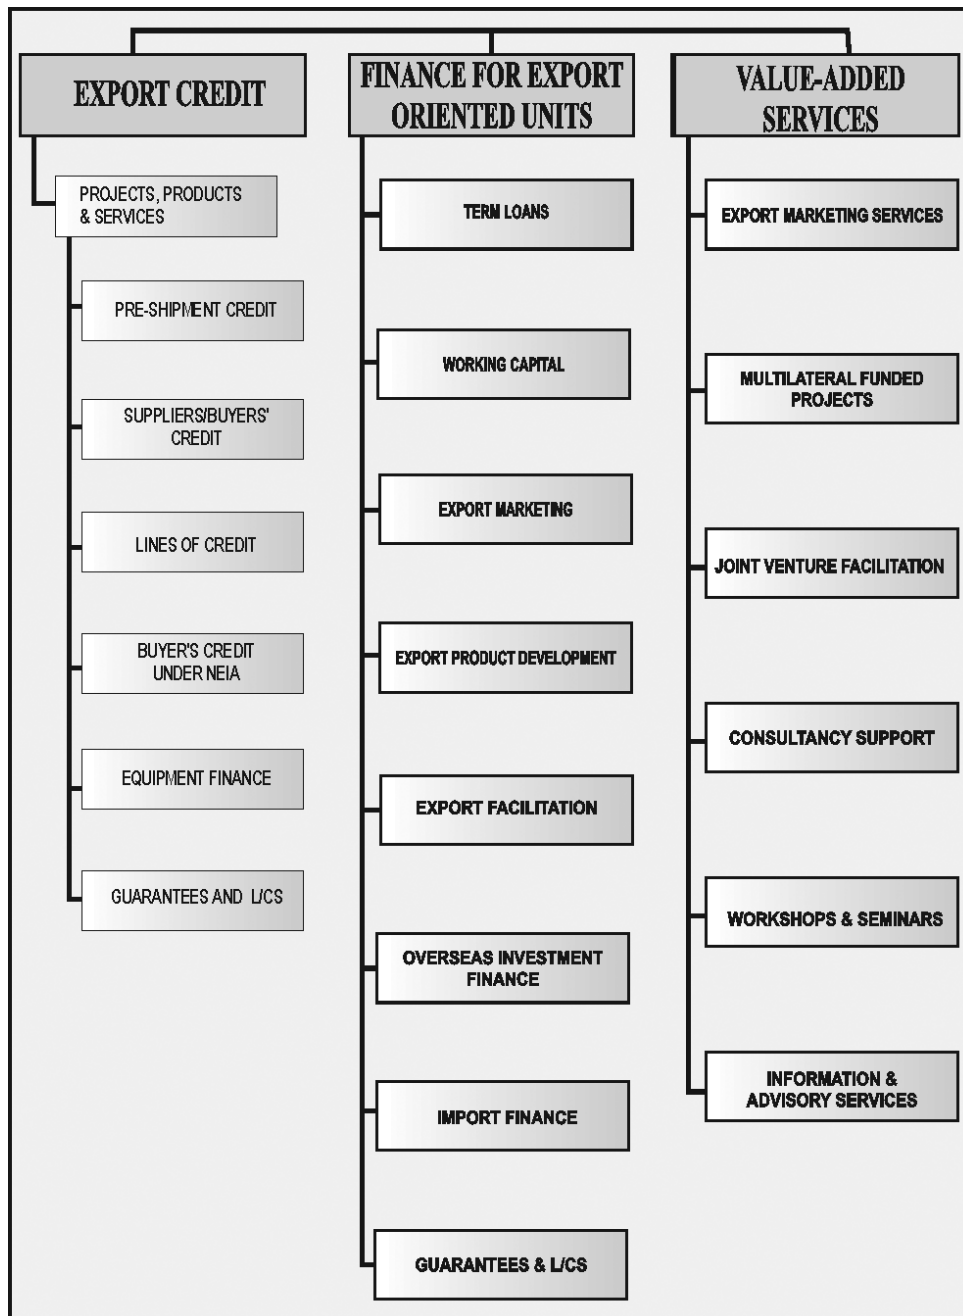 EXPORT CREDIT
PROJECTS, PRODUCTS
& SERVICES
PRE-SHIPMENT CREDIT
SUPPLIERS/BUYERS'
CREDIT
LINES OF CREDIT
BUYER'S CREDIT
UNDER NEIA
EQUIPMENT FINANCE
GUARANTEES AND L/CS
FINANCE FOR EXPORT
ORIENTED UNITS
TERM LOANS
WORKING CAPITAL
EXPORT MARKETING
EXPORT PRODUCT DEVELOPMENT
EXPORT FACILITATION
OVERSEAS INVESTMENT
FINANCE
IMPORT FINANCE
GUARANTEES & L/CS
VALUE-ADDED
SERVICES
EXPORT MARKETING SERVICES
MULTILATERAL FUNDED
PROJECTS
JOINT VENTURE FACILITATION
CONSULTANCY SUPPORT
WORKSHOPS & SEMINARS
INFORMATION &
ADVISORY SERVICES